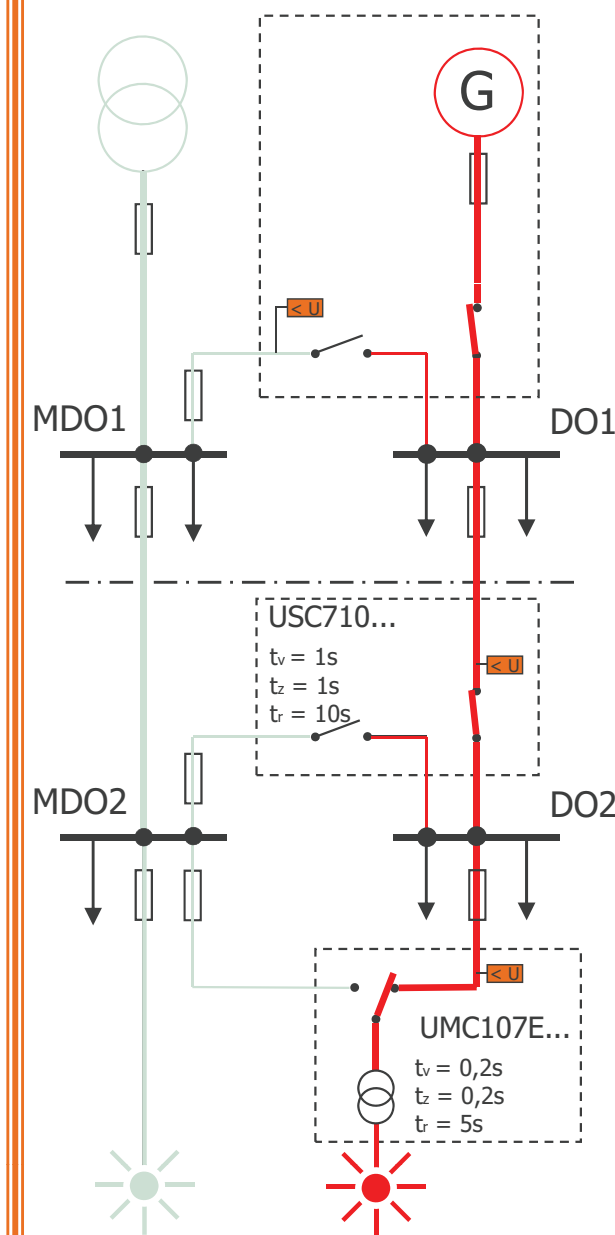 G
< U
MDO1
DO1
USC710...
tv = 1s
tz = 1s
tr = 10s
< U
MDO2
DO2
< U
UMC107E...
tv = 0,2s
tz = 0,2s
tr = 5s